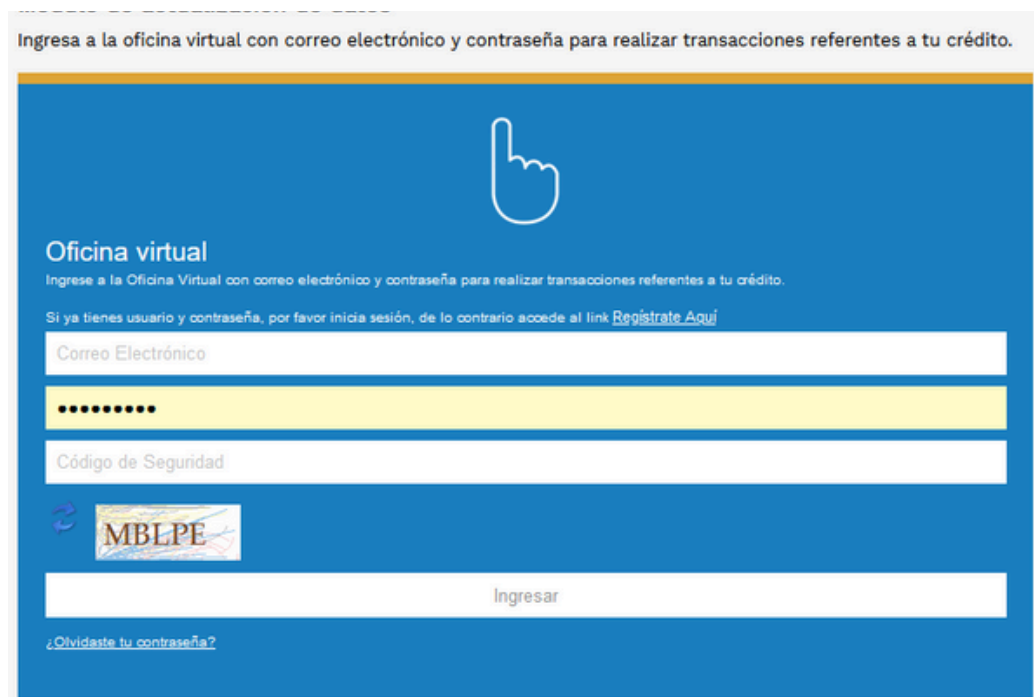 Ingresa a la oficina virtual con correo electrónico y contraseña para realizar transacciones referentes a tu crédito.
Oficina virtual
Ingrese a la Oficina Virtual con correo electrónico y contraseña para realizar transacciones referentes a tu crédito.
Si ya tienes usuario y contraseña, por favor inicia sesión, de lo contrario accede al link Regístrate Aquí
Correo Electrónico
•••••••••
Código de Seguridad
MBLPE
Ingresar
¿Olvidaste tu contraseña?